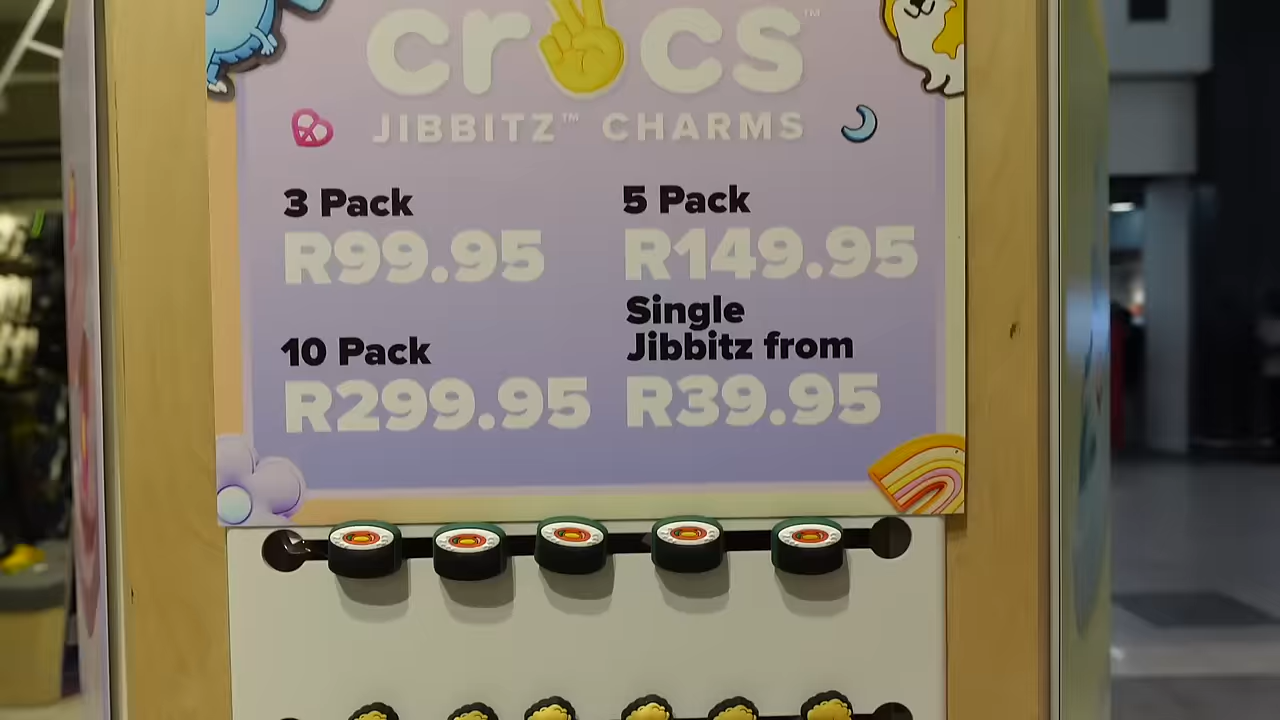 crocs™
JIBBITZ™ CHARMS
3 Pack
R99.95
5 Pack
R149.95
10 Pack
R299.95
Single
Jibbitz from
R39.95